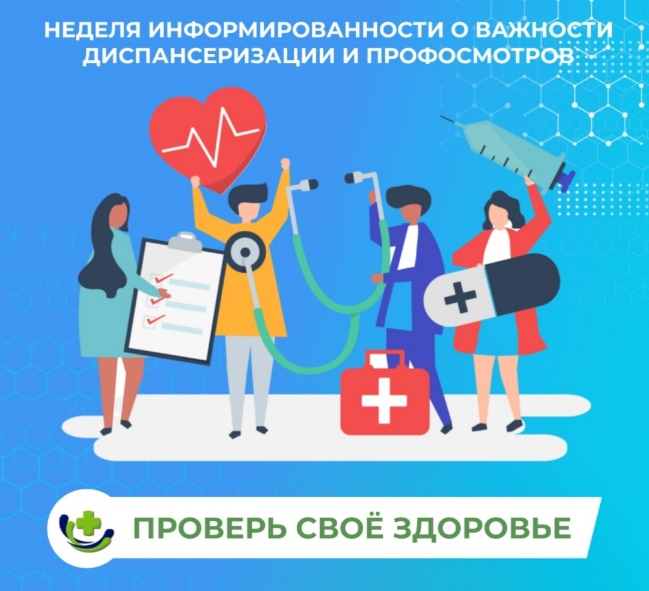 НЕДЕЛЯ ИНФОРМИРОВАННОСТИ О ВАЖНОСТИ
ДИСПАНСЕРИЗАЦИИ И ПРОФОСМОТРОВ
ПРОВЕРЬ СВОЁ ЗДОРОВЬЕ